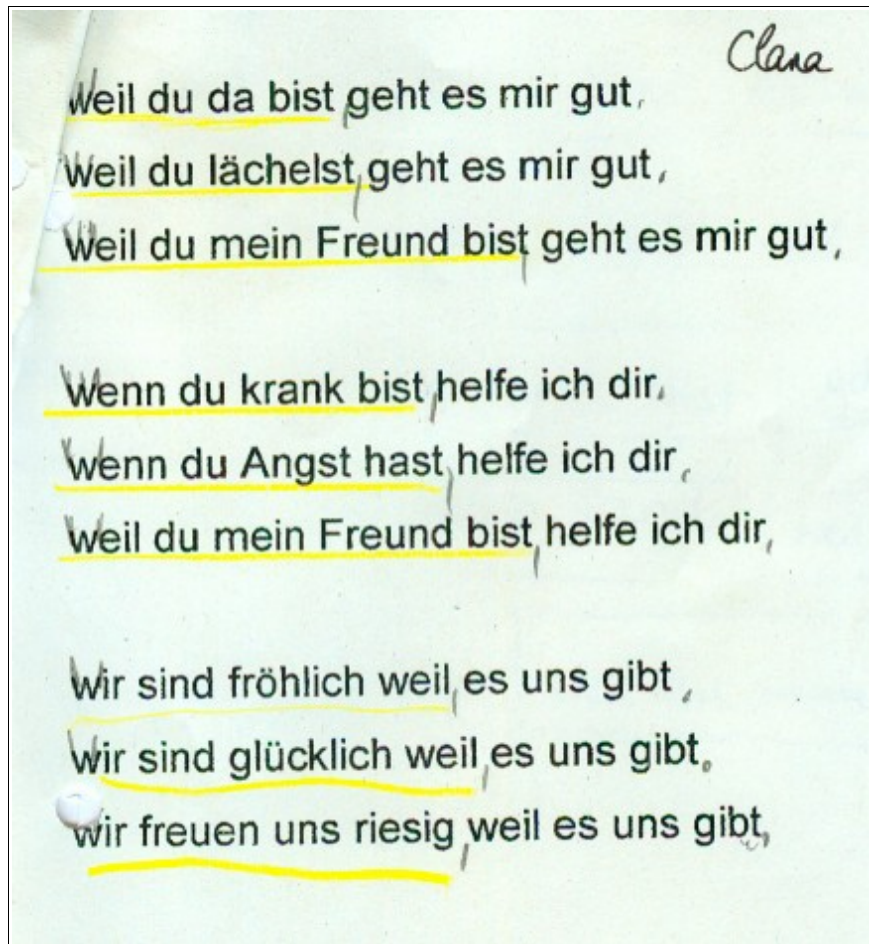 Clara
Weil du da bist, geht es mir gut.
Weil du lächelst, geht es mir gut,
Weil du mein Freund bist, geht es mir gut,
Wenn du krank bist, helfe ich dir.
Wenn du Angst hast, helfe ich dir,
Weil du mein Freund bist, helfe ich dir,
Wir sind fröhlich weil, es uns gibt,
Wir sind glücklich weil, es uns gibt.
Wir freuen uns riesig, weil es uns gibt,